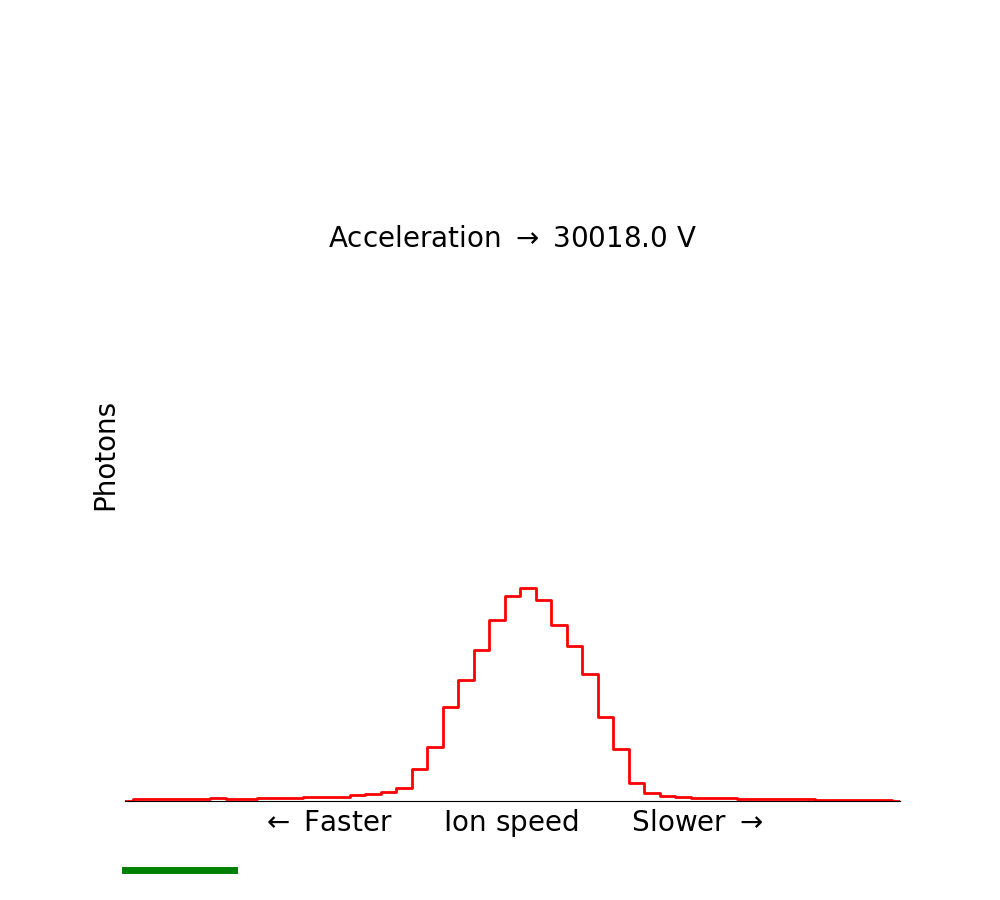 Acceleration → 30018.0 V
Photons
← Faster Ion speed Slower →